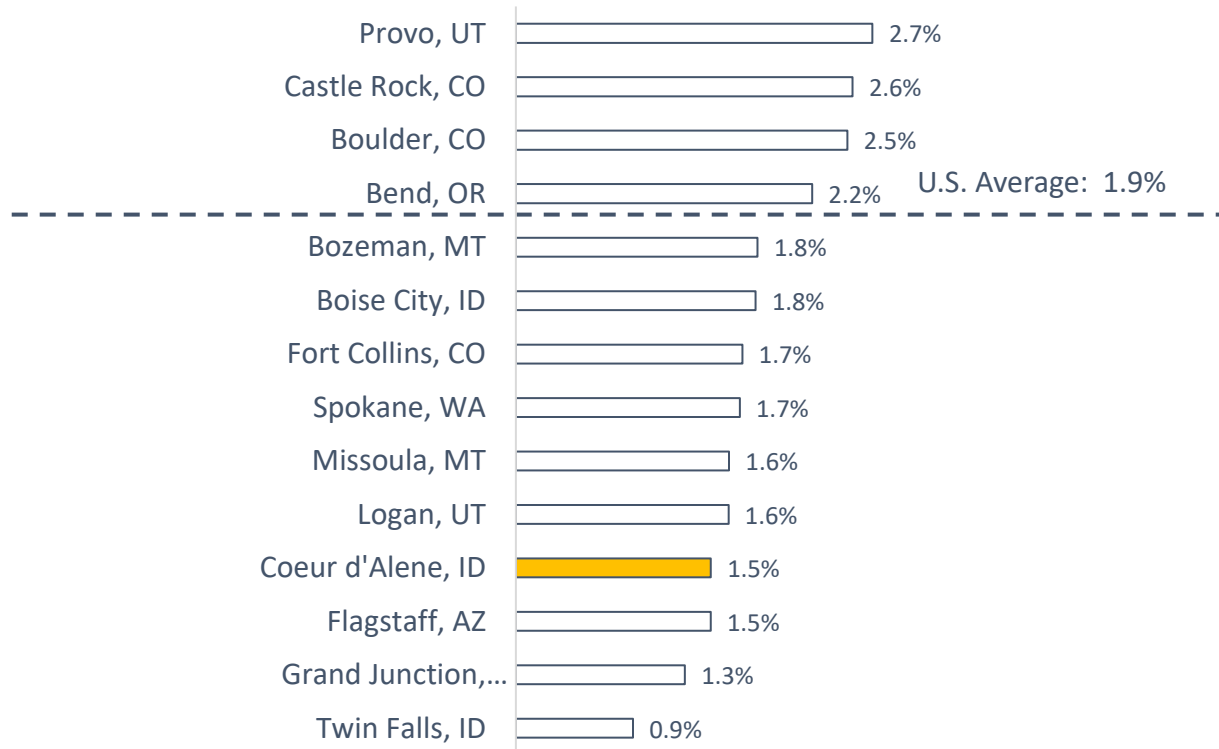 Provo, UT 2.7%
Castle Rock, CO 2.6%
Boulder, CO 2.5%
Bend, OR 2.2% U.S. Average: 1.9%
Bozeman, MT 1.8%
Boise City, ID 1.8%
Fort Collins, CO 1.7%
Spokane, WA 1.7%
Missoula, MT 1.6%
Logan, UT 1.6%
Coeur d'Alene, ID 1.5%
Flagstaff, AZ 1.5%
Grand Junction,... 1.3%
Twin Falls, ID 0.9%